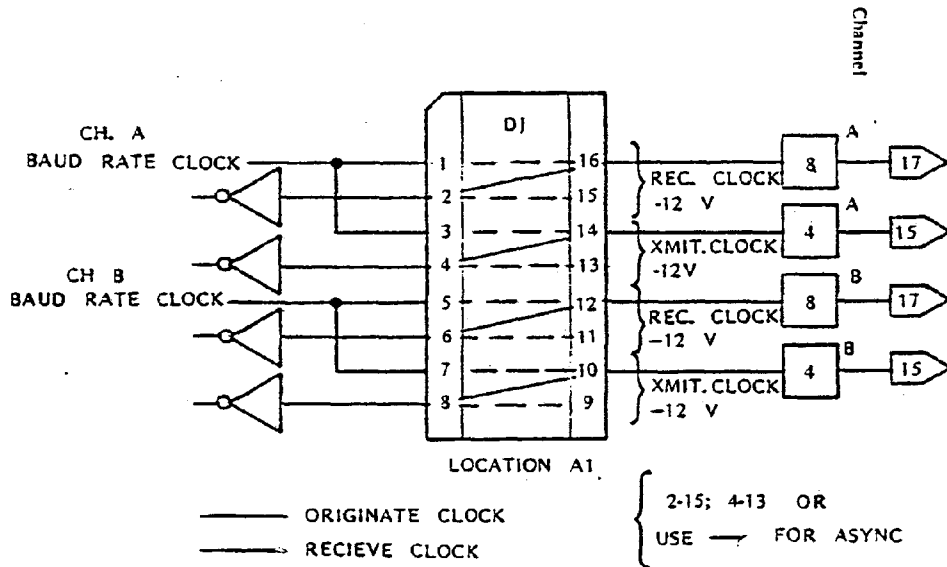 Channel
CH. A
BAUD RATE CLOCK
DJ
1 16
2 15
3 14
4 13
5 12
6 11
7 10
8 9
CH B
BAUD RATE CLOCK
REC. CLOCK
-12 V
XMIT. CLOCK
-12V
REC. CLOCK
-12 V
XMIT. CLOCK
-12 V
8 A 17
4 A 15
8 B 17
4 B 15
LOCATION A1
ORIGINATE CLOCK
RECIEVE CLOCK
2-15; 4-13 OR
USE — FOR ASYNC